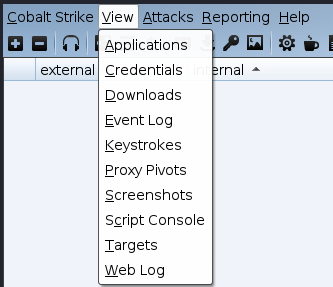 Cobalt Strike View Attacks Reporting Help
external internal
Applications
Credentials
Downloads
Event Log
Keystrokes
Proxy Pivots
Screenshots
Script Console
Targets
Web Log